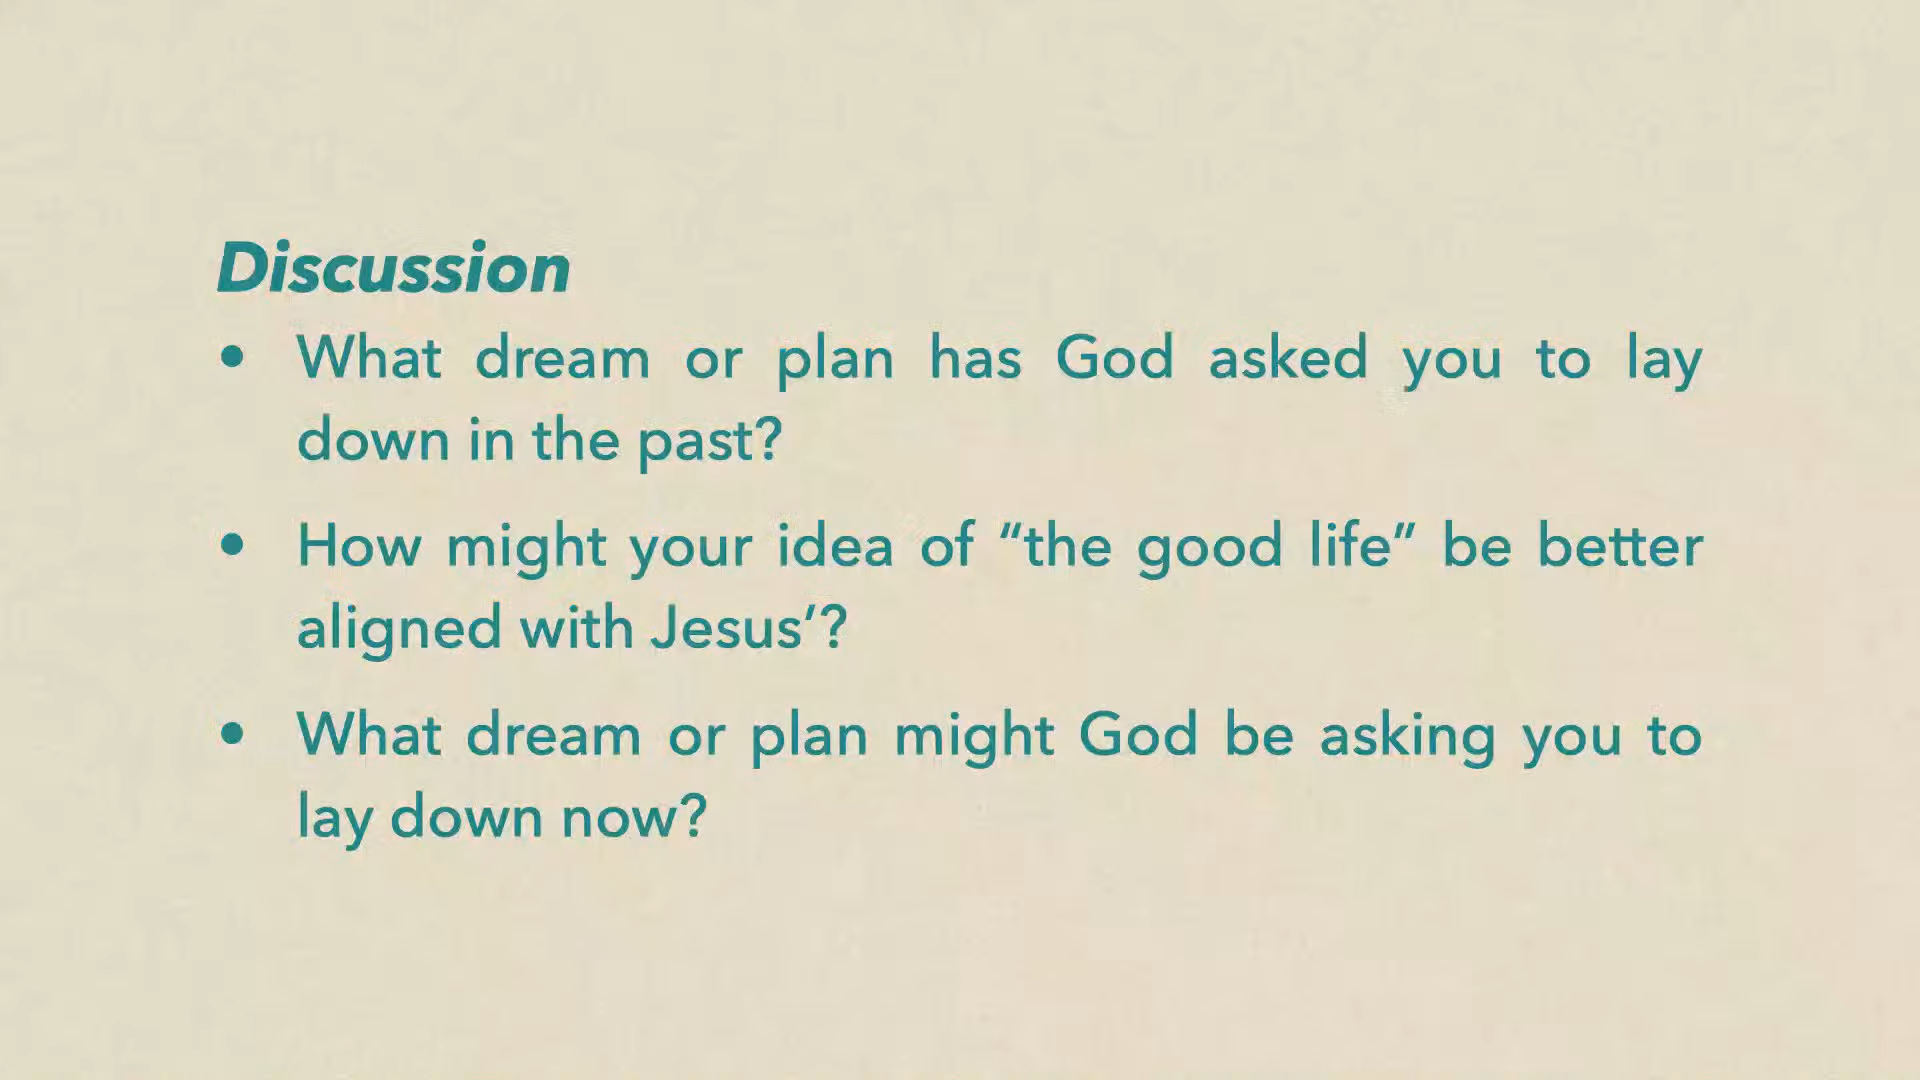 Discussion
• What dream or plan has God asked you to lay
down in the past?
• How might your idea of “the good life” be better
aligned with Jesus’?
• What dream or plan might God be asking you to
lay down now?